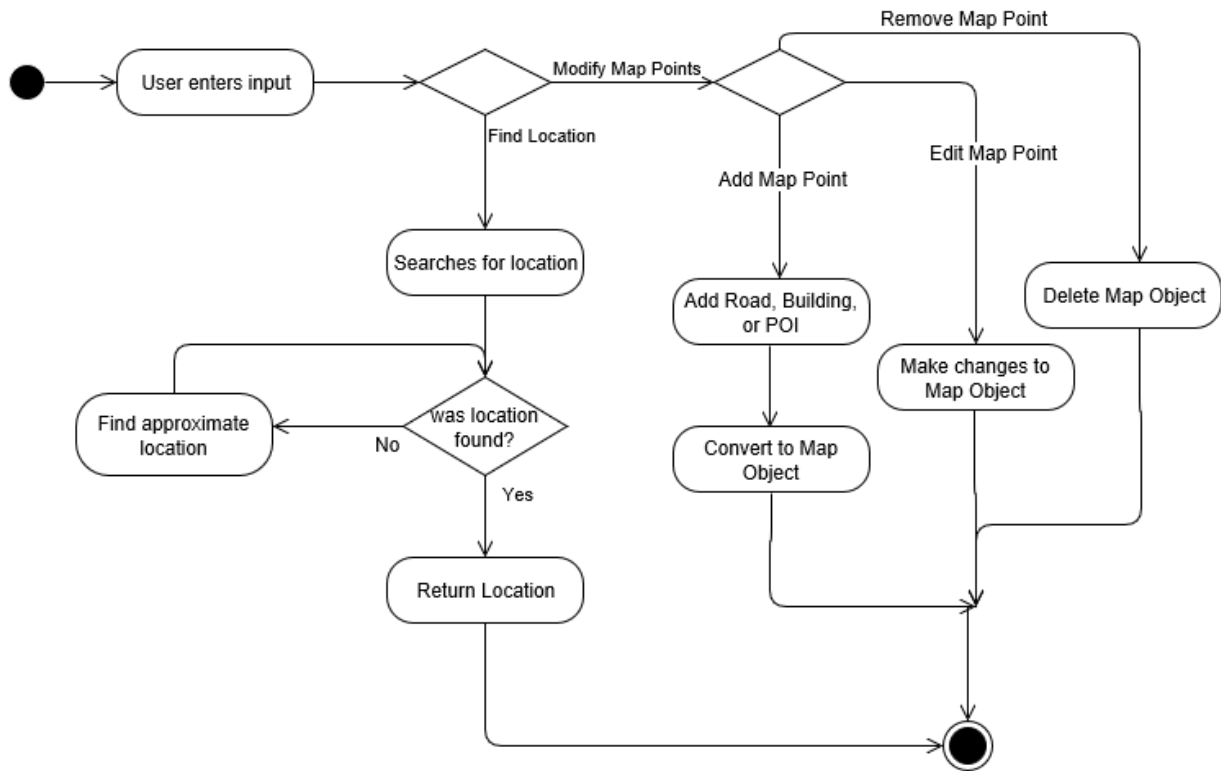 Remove Map Point
User enters input
Modify Map Points
Find Location
Edit Map Point
Add Map Point
Searches for location
Add Road, Building,
or POI
Delete Map Object
Make changes to
Map Object
Find approximate
location
was location
found?
No
Convert to Map
Object
Yes
Return Location